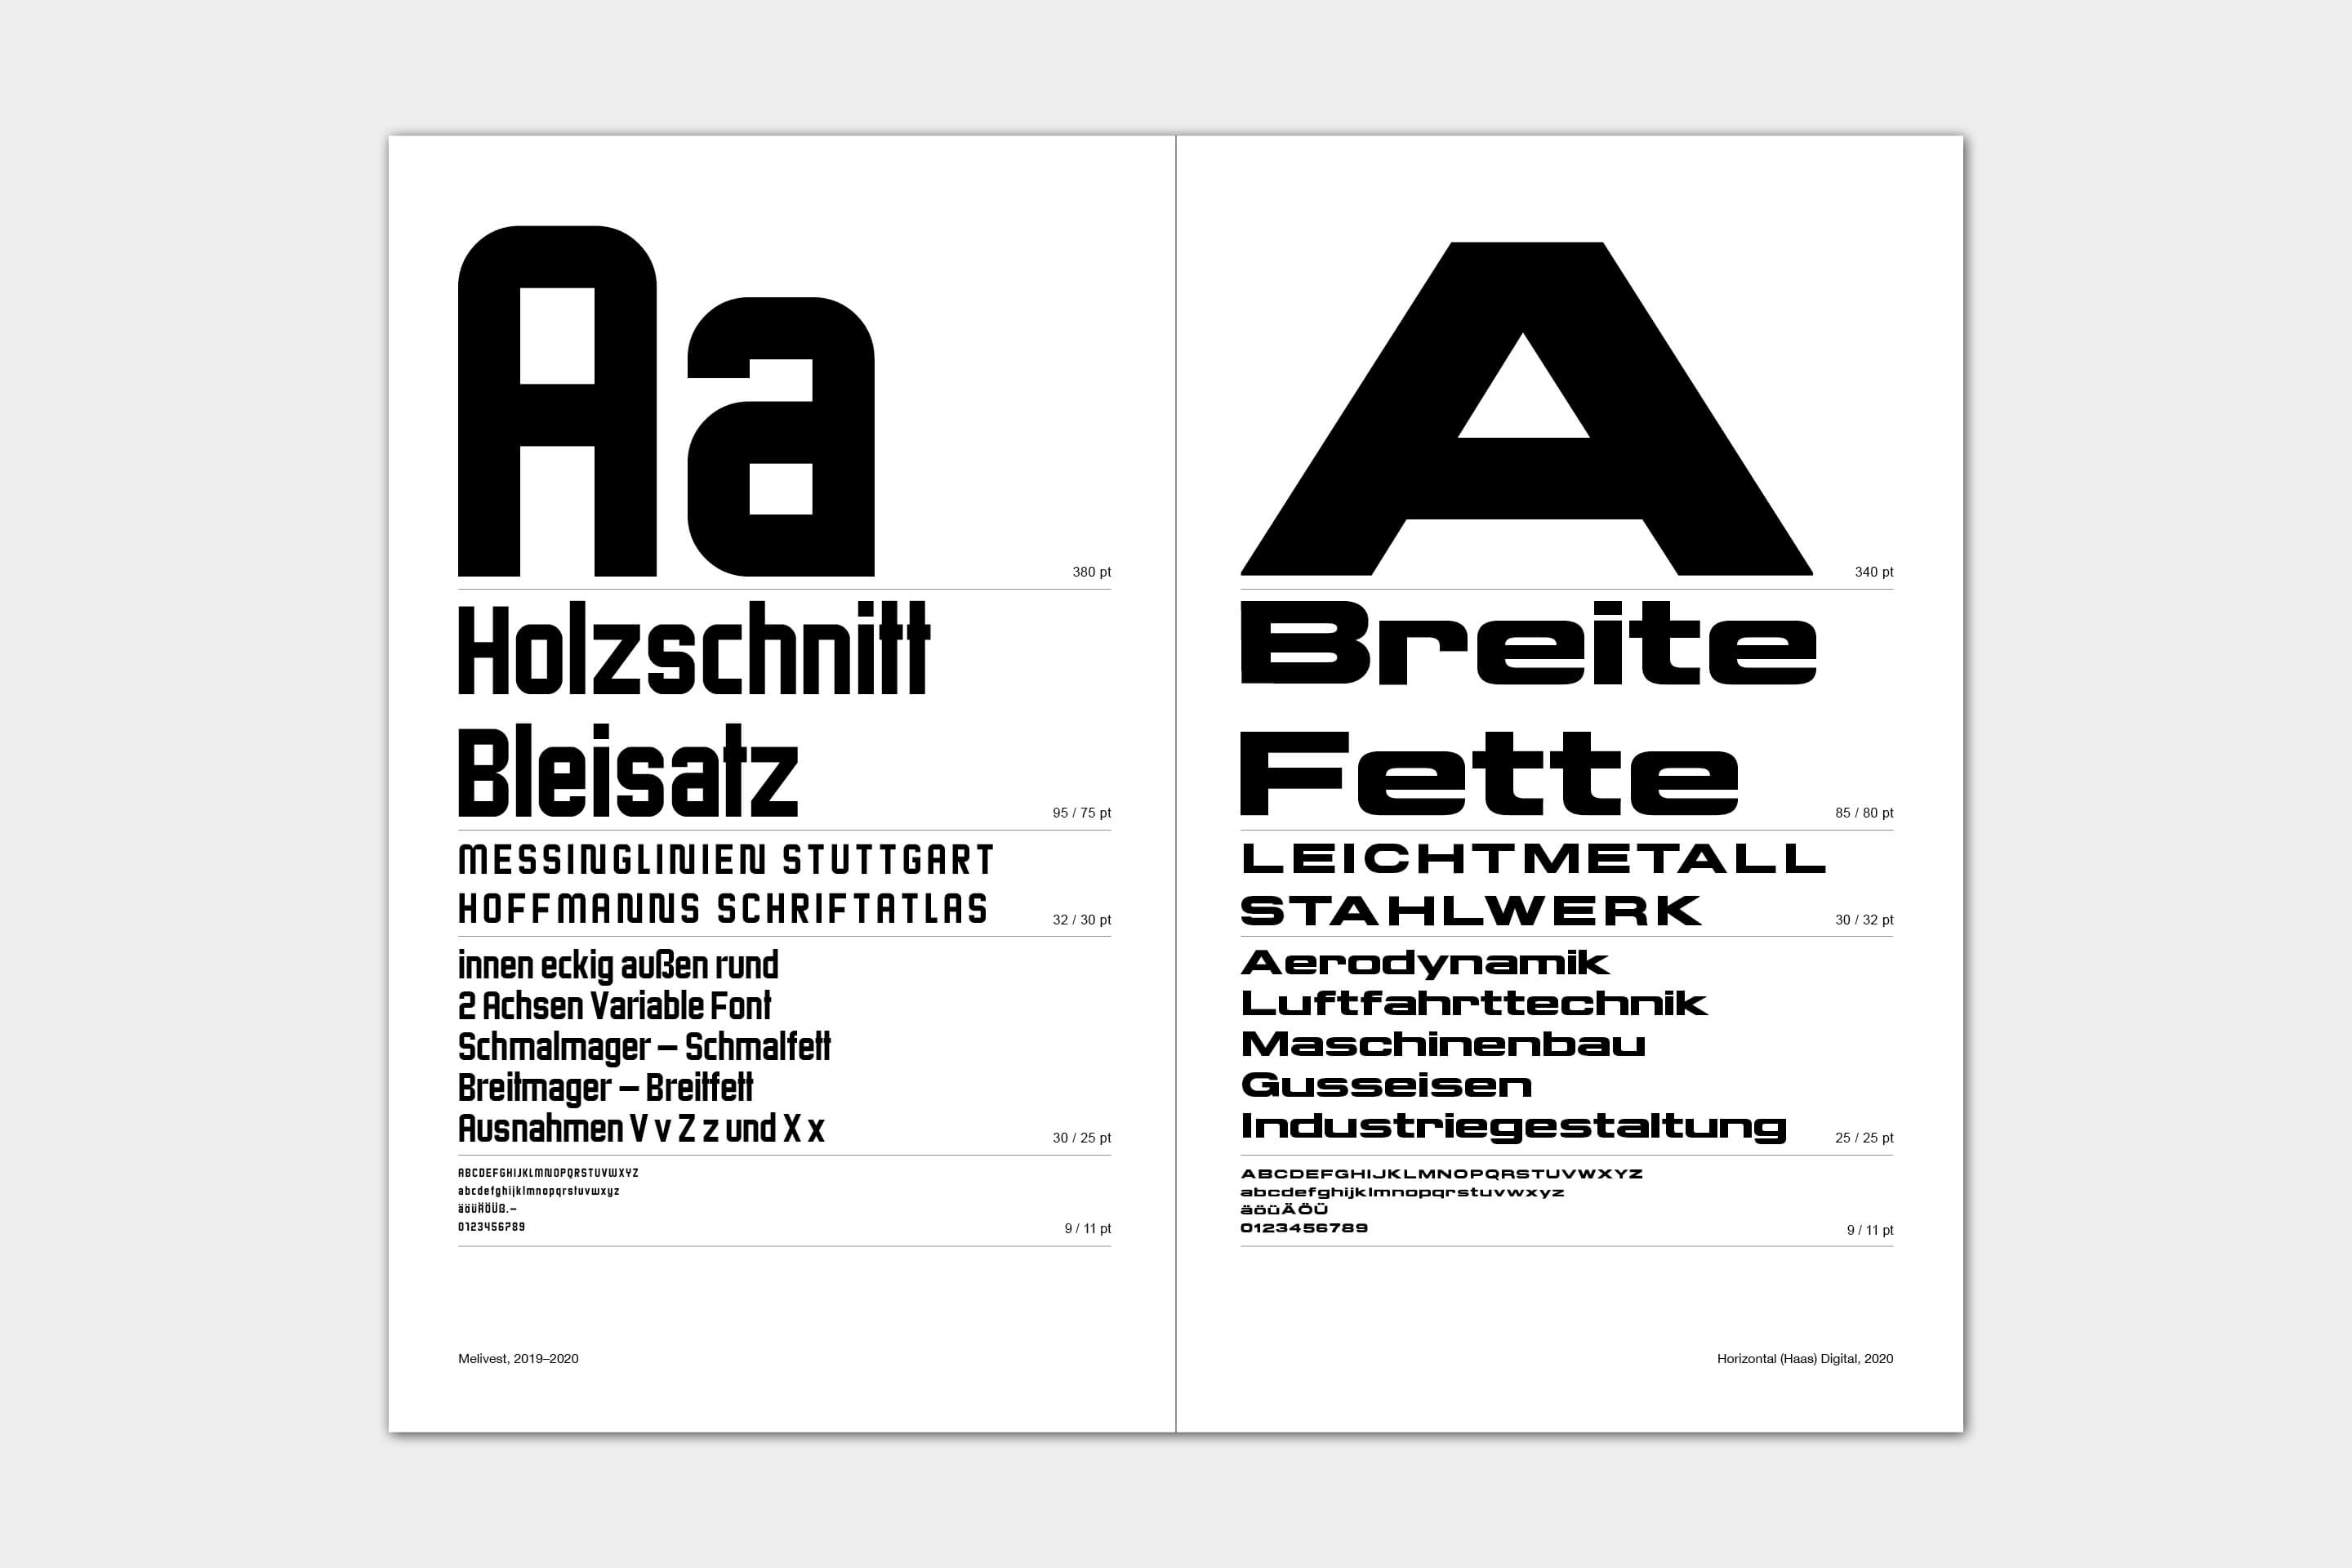 Aa
380 pt
Holzschnitt
Bleisatz
95 / 75 pt
MESSINGLINIEN STUTTGART
HOFFMANNS SCHRIFTATLAS
32 / 30 pt
innen eckig außen rund
2 Achsen Variable Font
Schmalmager – Schmalfett
Breitmager – Breitfett
Ausnahmen V v Z z und X x
30 / 25 pt
ABCDEFGHIJKLMNOPQRSTUVWXYZ
abcdefghijklmnopqrstuvwxyz
äöüÄÖÜß.–
0123456789
9 / 11 pt
Melivest, 2019–2020
A
340 pt
Breite
Fette
85 / 80 pt
LEICHTMETALL
STAHLWERK
30 / 32 pt
Aerodynamik
Luftfahrttechnik
Maschinenbau
Gusseisen
Industriegestaltung
25 / 25 pt
ABCDEFGHIJKLMNOPQRSTUVWXYZ
abcdefghijklmnopqrstuvwxyz
äöüÄÖÜ
0123456789
9 / 11 pt
Horizontal (Haas) Digital, 2020